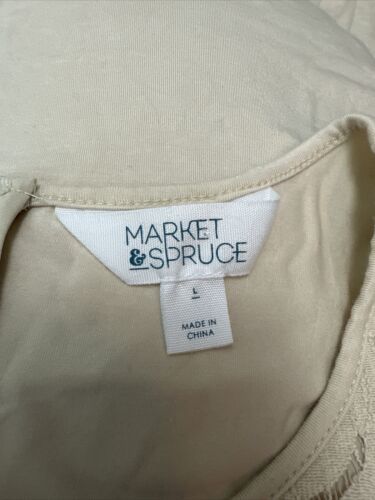 MARKET
&SPRUCE
L
MADE IN
CHINA